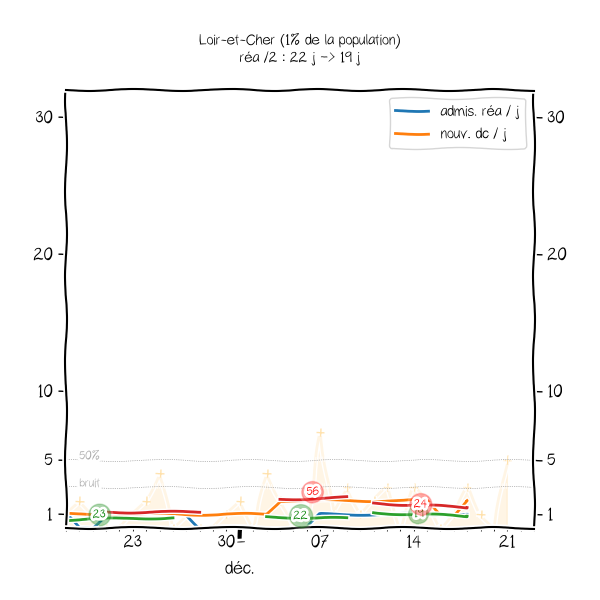 Loir-et-Cher (1% de la population)
réa /2 : 22 j -> 19 j
admis. réa / j
nouv. dc / j
30 30
20 20
10 10
5 50% 5
bruit
56
24
1 23 22 14 1
23 30 07 14 21
déc.